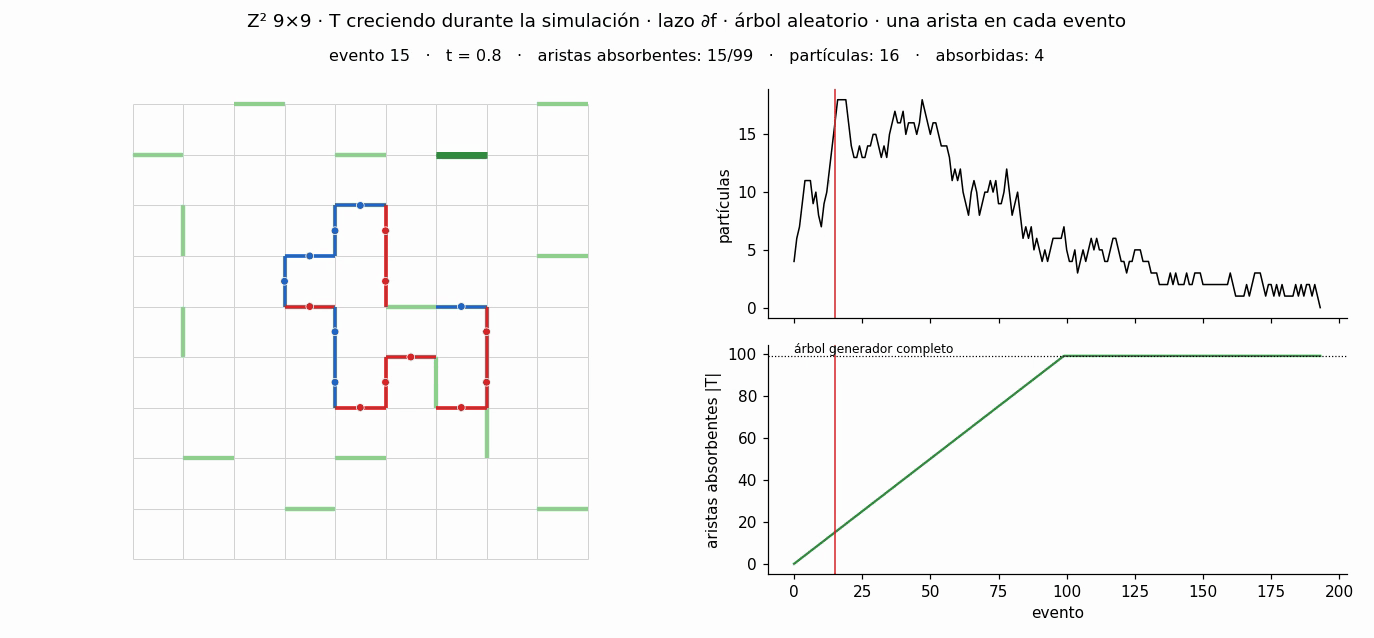 Z² 9×9 · T creciendo durante la simulación · lazo ∂f · árbol aleatorio · una arista en cada evento
evento 15 · t = 0.8 · aristas absorbentes: 15/99 · partículas: 16 · absorbidas: 4
partículas
15
10
5
0
aristas absorbentes |T|
árbol generador completo
100
80
60
40
20
0
0 25 50 75 100 125 150 175 200
evento